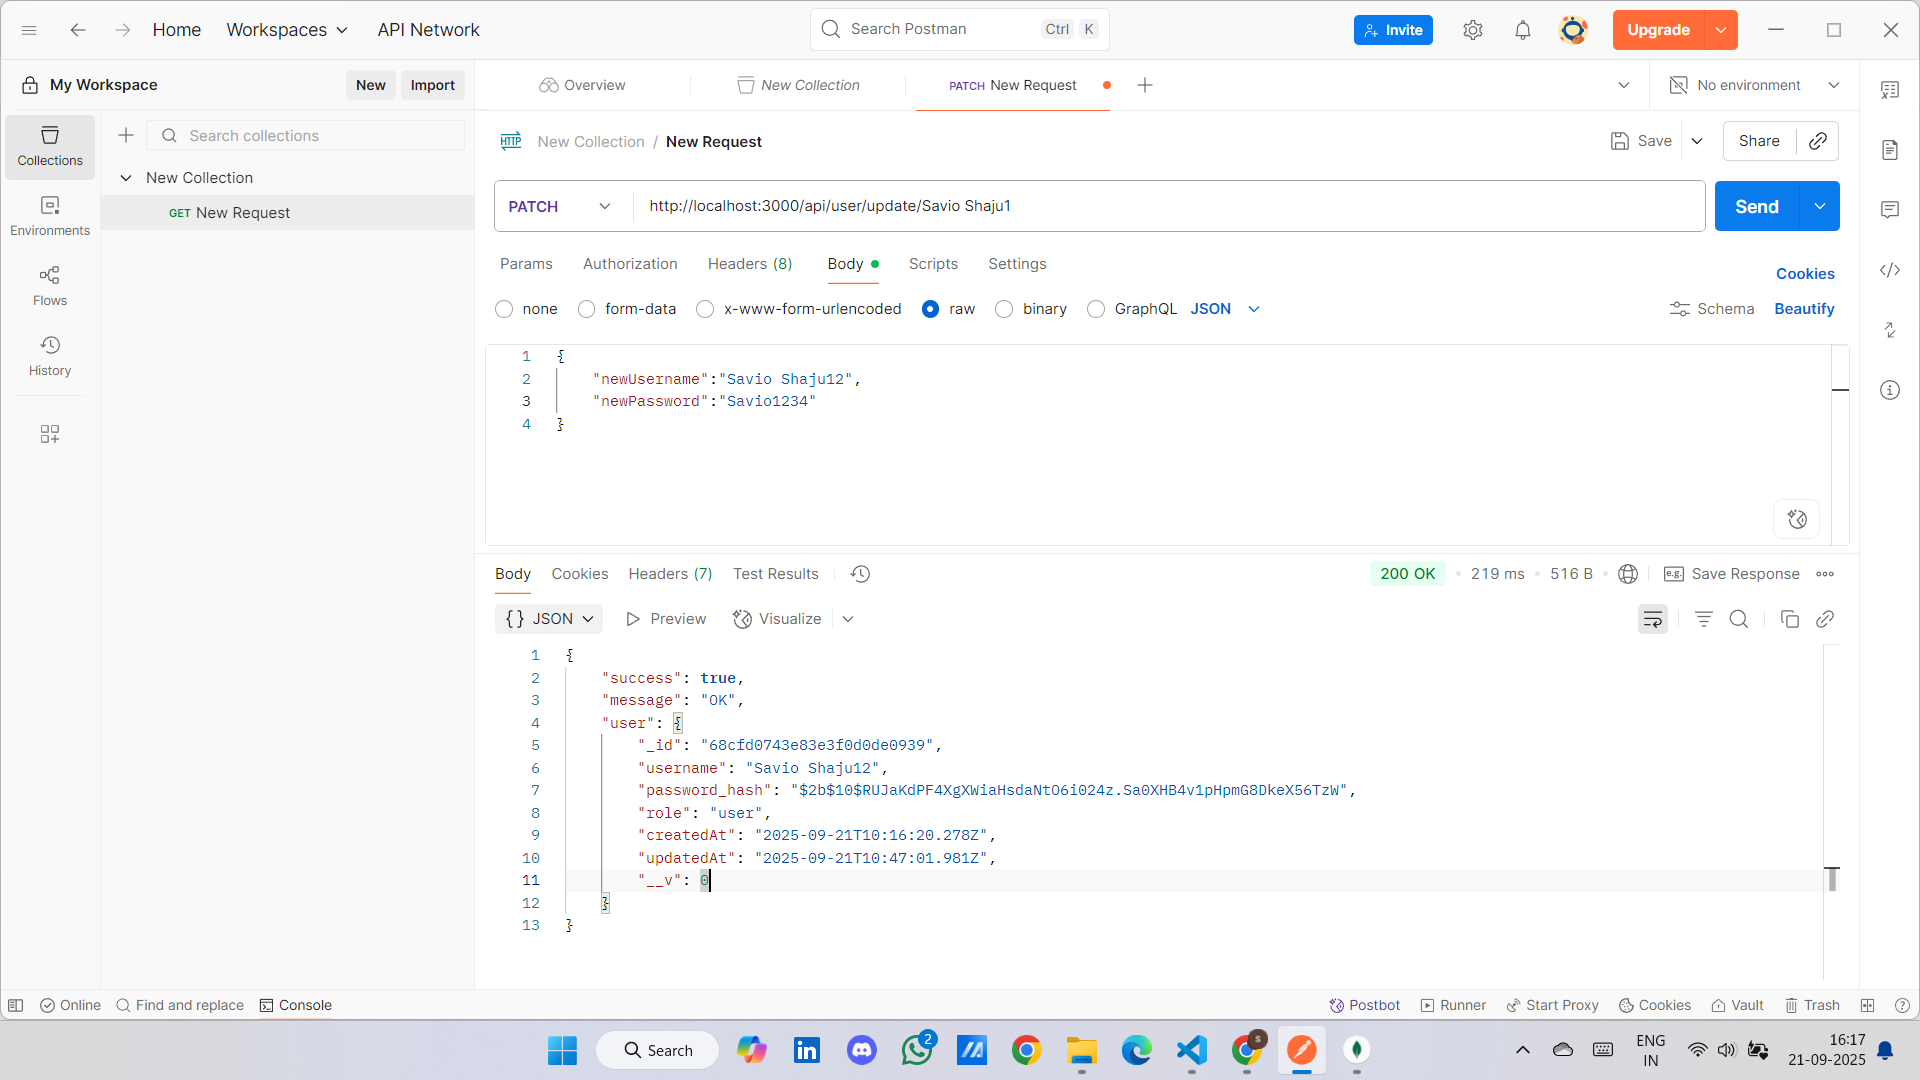 Home
Workspaces
API Network
Search Postman
Ctrl K
Invite
Upgrade
My Workspace
New
Import
Overview
New Collection
PATCH New Request
No environment
Collections
Environments
Flows
History
Search collections
New Collection
GET New Request
HTTP
New Collection / New Request
Save
Share
PATCH
http://localhost:3000/api/user/update/Savio Shaju1
Send
Params
Authorization
Headers (8)
Body
Scripts
Settings
Cookies
none
form-data
x-www-form-urlencoded
raw
binary
GraphQL
JSON
Schema
Beautify
1 {
2 "newUsername":"Savio Shaju12",
3 "newPassword":"Savio1234"
4 }
Body
Cookies
Headers (7)
Test Results
200 OK
219 ms
516 B
e.g.
Save Response
{} JSON
Preview
Visualize
1 {
2 "success": true,
3 "message": "OK",
4 "user": {
5 "_id": "68cfd0743e83e3f0d0de0939",
6 "username": "Savio Shaju12",
7 "password_hash": "$2b$10$RUJaKdPF4XgXWiaHsdaNtO6i024z.Sa0XHB4v1pHpmG8DkeX56TzW",
8 "role": "user",
9 "createdAt": "2025-09-21T10:16:20.278Z",
10 "updatedAt": "2025-09-21T10:47:01.981Z",
11 "__v": 0
12 }
13 }
Online
Find and replace
Console
Postbot
Runner
Start Proxy
Cookies
Vault
Trash
Search
2
S
ENG
IN
16:17
21-09-2025